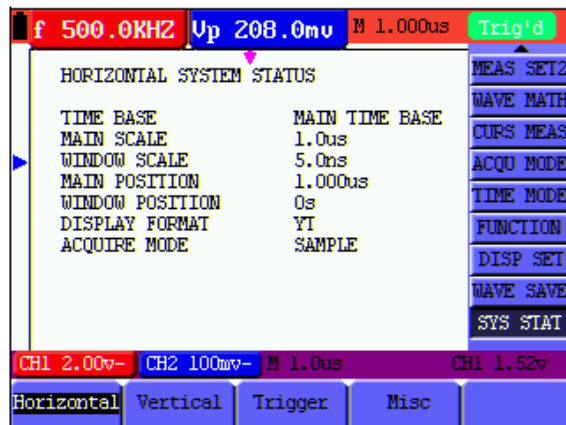 f 500.0KHZ Vp 208.0mv M 1.000us Trig'd
HORIZONTAL SYSTEM STATUS
TIME BASE MAIN TIME BASE
MAIN SCALE 1.0us
WINDOW SCALE 5.0ns
MAIN POSITION 1.000us
WINDOW POSITION 0s
DISPLAY FORMAT YT
ACQUIRE MODE SAMPLE
MEAS SET2
WAVE MATH
CURS MEAS
ACQU MODE
TIME MODE
FUNCTION
DISP SET
WAVE SAVE
SYS STAT
CH1 2.00v- CH2 100mv- M 1.0us CH1 1.52v
Horizontal Vertical Trigger Misc